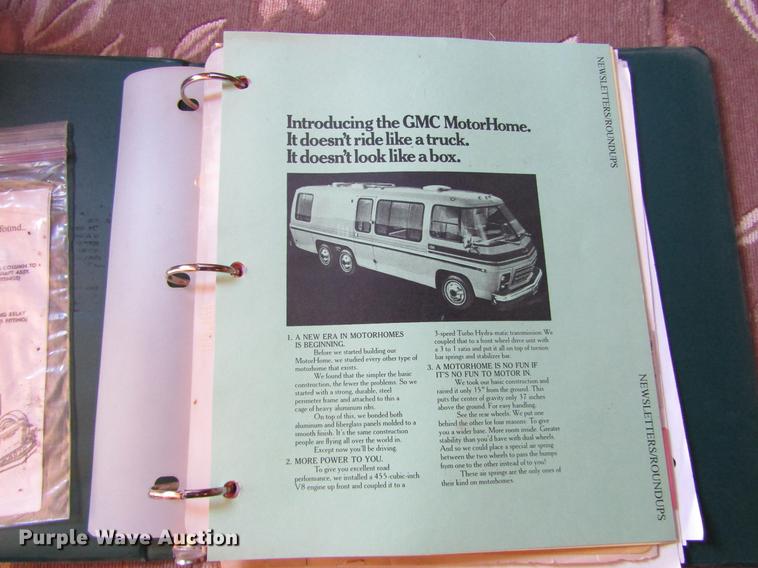 NEWSLETTERS/ROUNDUPS
Introducing the GMC MotorHome.
It doesn't ride like a truck.
It doesn't look like a box.
1. A NEW ERA IN MOTORHOMES
IS BEGINNING.
Before we started building our
MotorHome, we studied every other type of
motorhome that exists.
We found that the simpler the basic
construction, the fewer the problems. So we
started with a strong, durable, steel
perimeter frame and attached to this a
cage of heavy aluminum ribs.
On top of this, we bonded both
aluminum and fiberglass panels molded to a
smooth finish. It's the same construction
people are flying all over the world in.
Except now you'll be driving.
2. MORE POWER TO YOU.
To give you excellent road
performance, we installed a 455-cubic-inch
V8 engine up front and coupled it to a
3-speed Turbo Hydra-matic transmission. We
coupled that to a front wheel drive unit with
a 3 to 1 ratio and put it all on top of torsion
bar springs and stabilizer bar.
3. A MOTORHOME IS NO FUN IF
IT'S NO FUN TO MOTOR IN.
We took our basic construction and
raised it only 15" from the ground. This
puts the center of gravity only 37 inches
above the ground. For easy handling.
See the rear wheels. We put one
behind the other for four reasons: To give
you a wider base. More room inside. Greater
stability than you'd have with dual wheels.
And so we could place a special air spring
between the two wheels to pass the bumps
from one to the other instead of to you!
These air springs are the only ones of
their kind on motorhomes.
NEWSLETTERS/ROUNDUPS
found...
COLUMN TO
RELAY
Purple Wave Auction